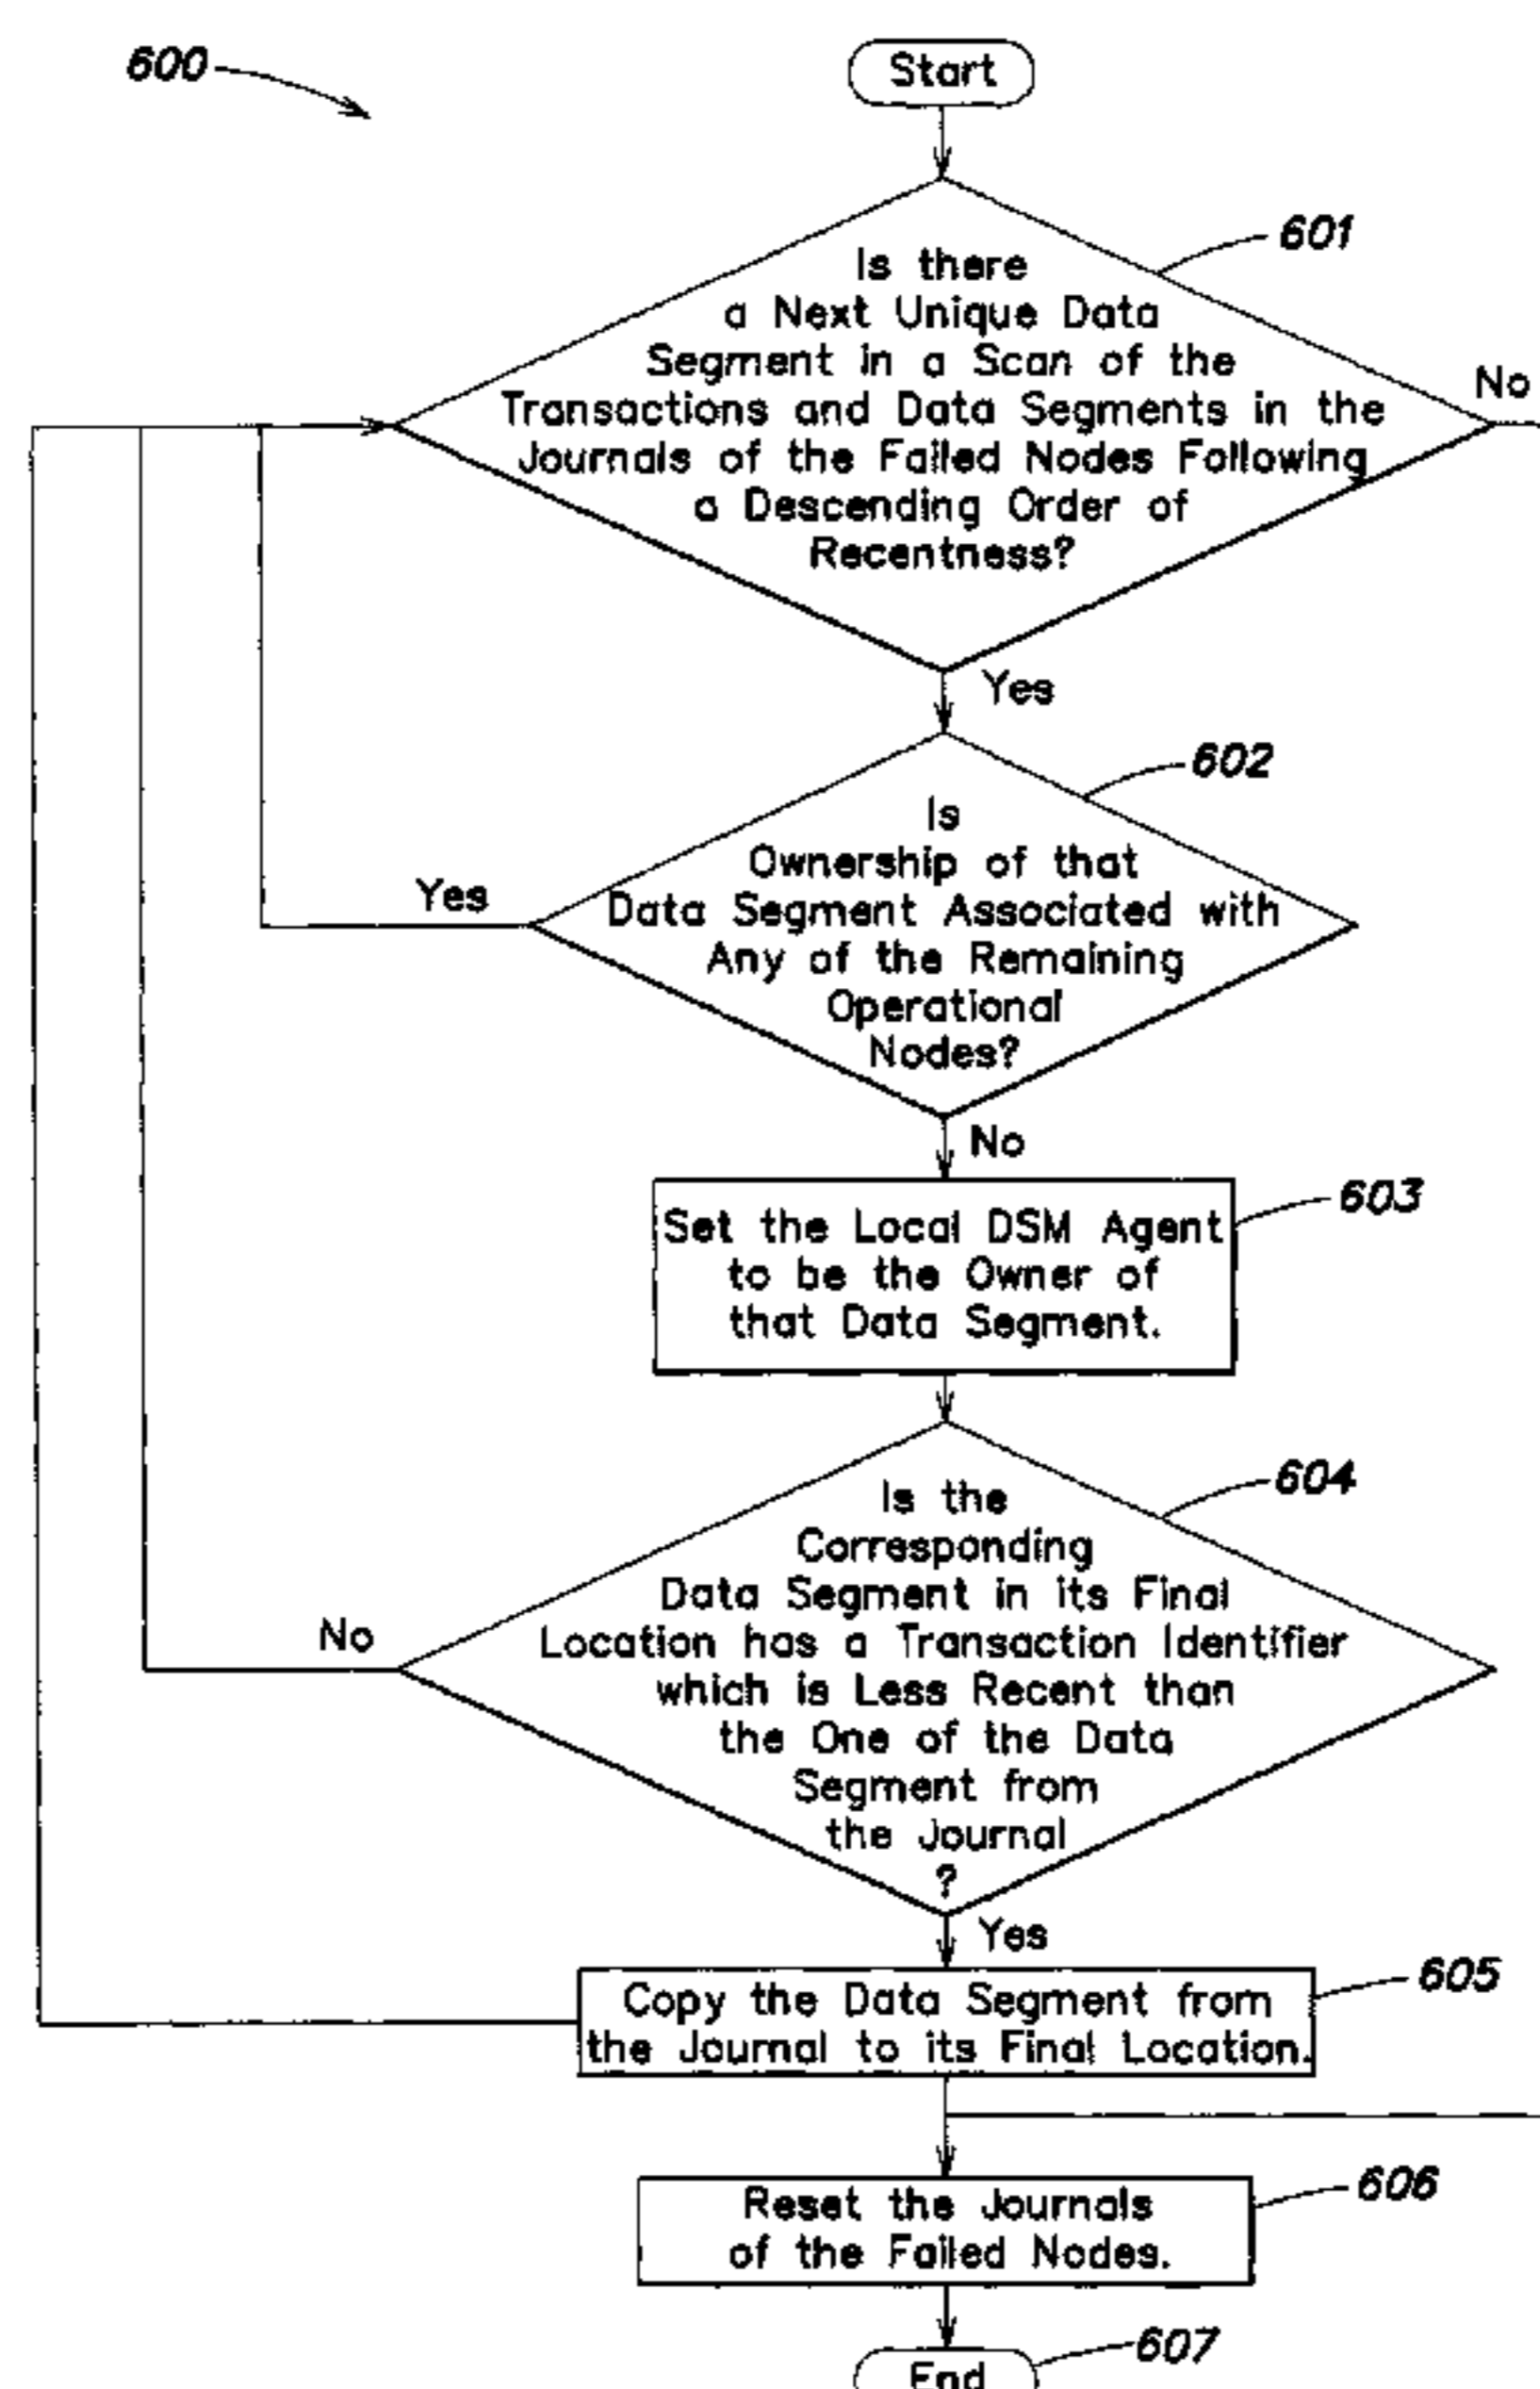 600
Start
601
Is there
a Next Unique Data
Segment in a Scan of the
Transactions and Data Segments in the
Journals of the Failed Nodes Following
a Descending Order of
Recentness?
No
Yes
602
Is
Ownership of that
Data Segment Associated with
Any of the Remaining
Operational
Nodes?
Yes
No
603
Set the Local DSM Agent
to be the Owner of
that Data Segment.
604
Is the
Corresponding
Data Segment in its Final
Location has a Transaction Identifier
which is Less Recent than
the One of the Data
Segment from
the Journal
?
No
Yes
605
Copy the Data Segment from
the Journal to its Final Location.
606
Reset the Journals
of the Failed Nodes.
607
End